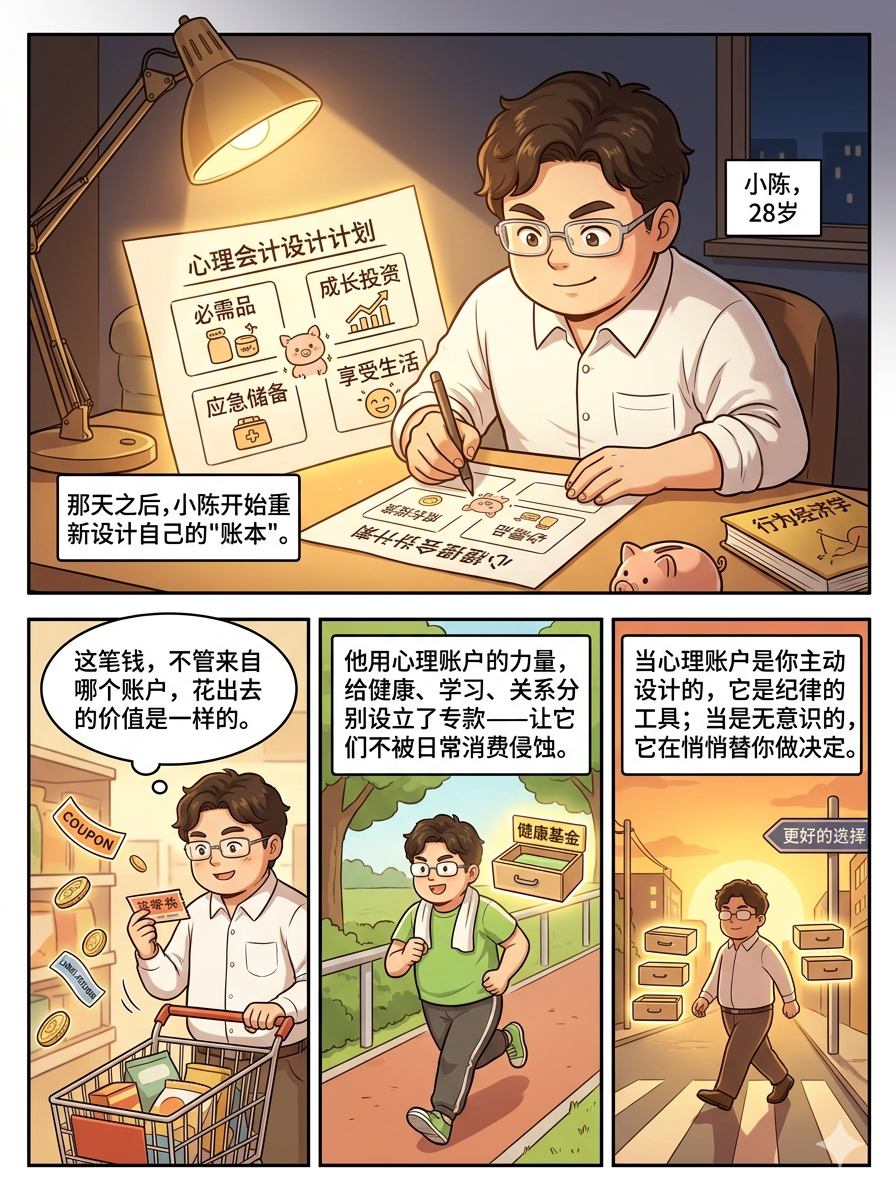 小陈，
28岁
心理会计设计计划
必需品
成长投资
应急储备
享受生活
那天之后，小陈开始重
新设计自己的"账本"。
行为经济学
这笔钱，不管来自
哪个账户，花出去
的价值是一样的。
COUPON
他用心理账户的力量，
给健康、学习、关系分
别设立了专款——让它
们不被日常消费侵蚀。
健康基金
当心理账户是你主动
设计的，它是纪律的
工具；当是无意识的，
它在悄悄替你做决定。
更好的选择